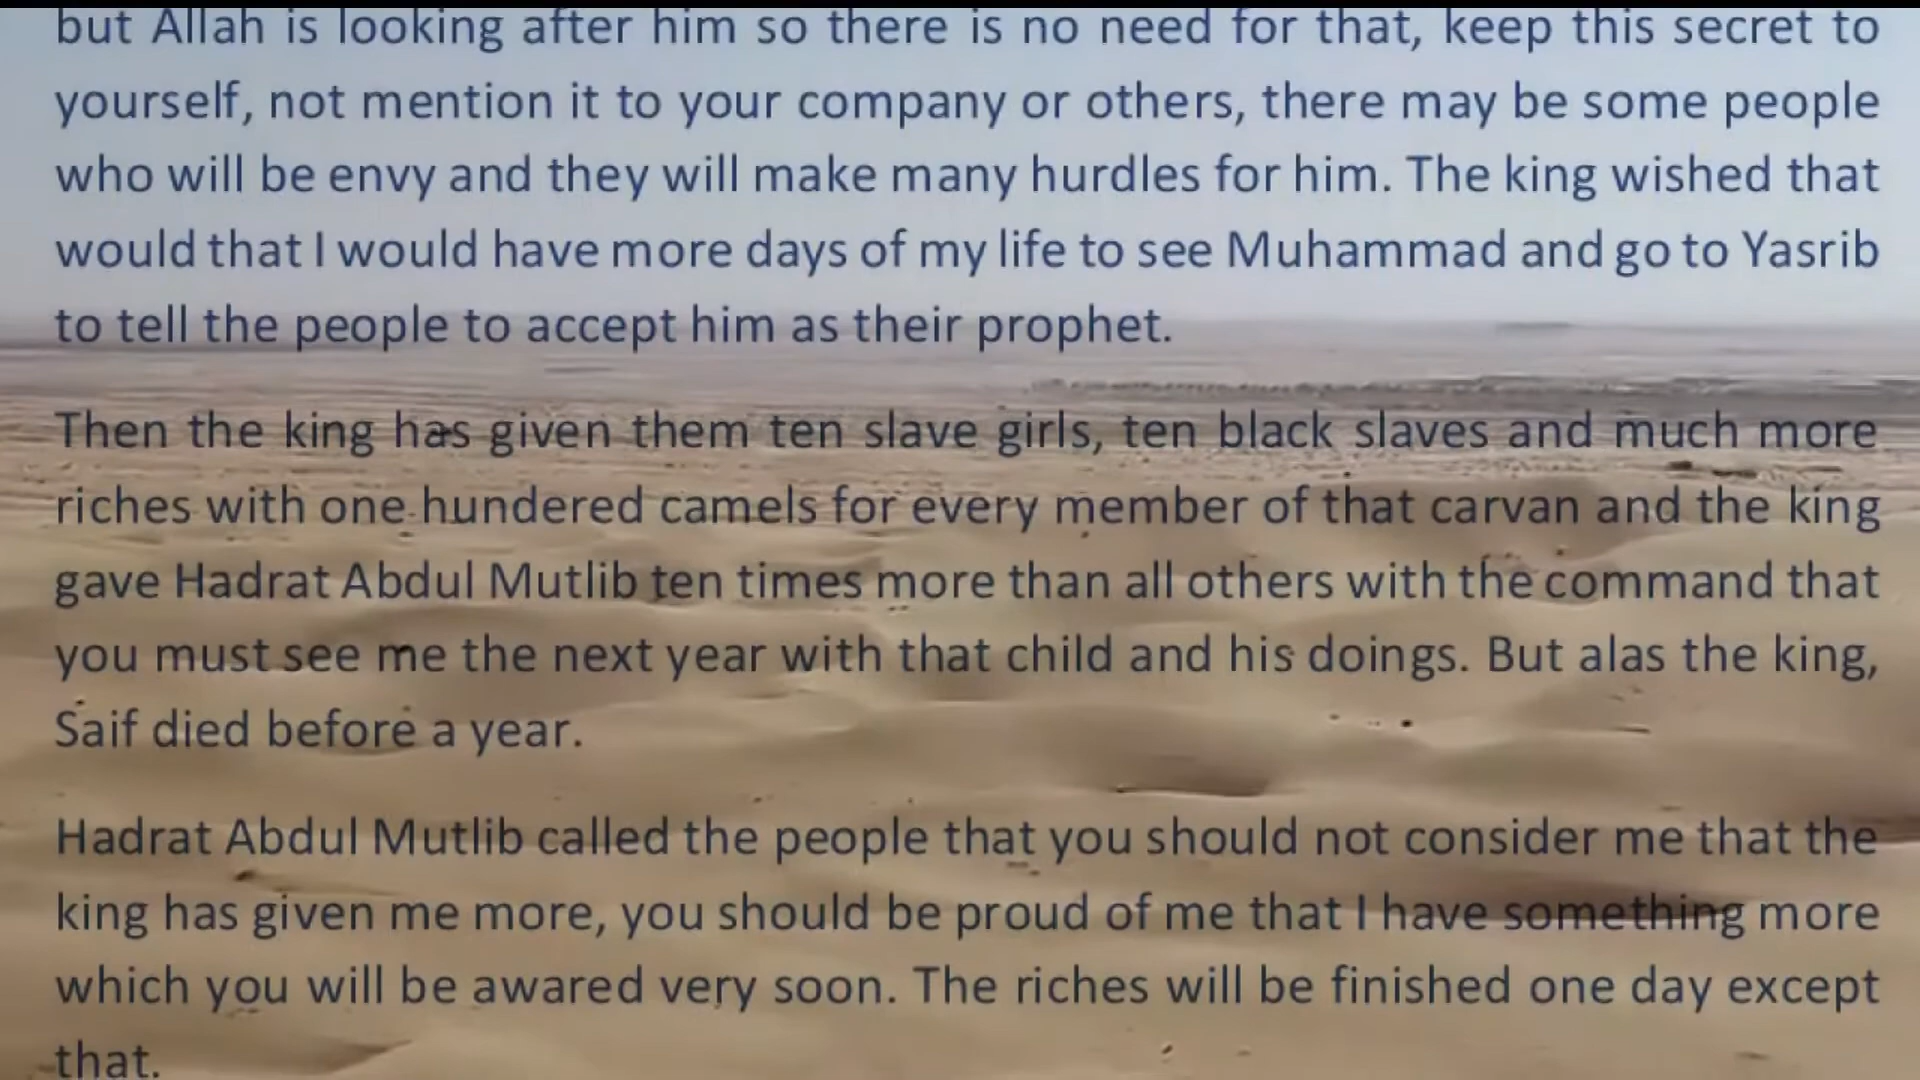 but Allah is looking after him so there is no need for that, keep this secret to
yourself, not mention it to your company or others, there may be some people
who will be envy and they will make many hurdles for him. The king wished that
would that I would have more days of my life to see Muhammad and go to Yasrib
to tell the people to accept him as their prophet.
Then the king has given them ten slave girls, ten black slaves and much more
riches with one hundered camels for every member of that carvan and the king
gave Hadrat Abdul Mutlib ten times more than all others with the command that
you must see me the next year with that child and his doings. But alas the king,
Saif died before a year.
Hadrat Abdul Mutlib called the people that you should not consider me that the
king has given me more, you should be proud of me that I have something more
which you will be awared very soon. The riches will be finished one day except
that.